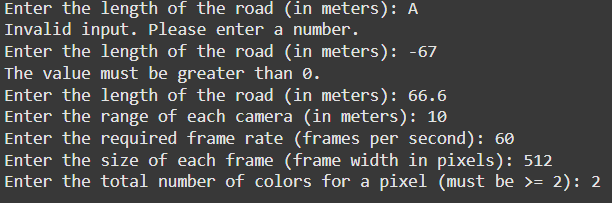 Enter the length of the road (in meters): A
Invalid input. Please enter a number.
Enter the length of the road (in meters): -67
The value must be greater than 0.
Enter the length of the road (in meters): 66.6
Enter the range of each camera (in meters): 10
Enter the required frame rate (frames per second): 60
Enter the size of each frame (frame width in pixels): 512
Enter the total number of colors for a pixel (must be >= 2): 2